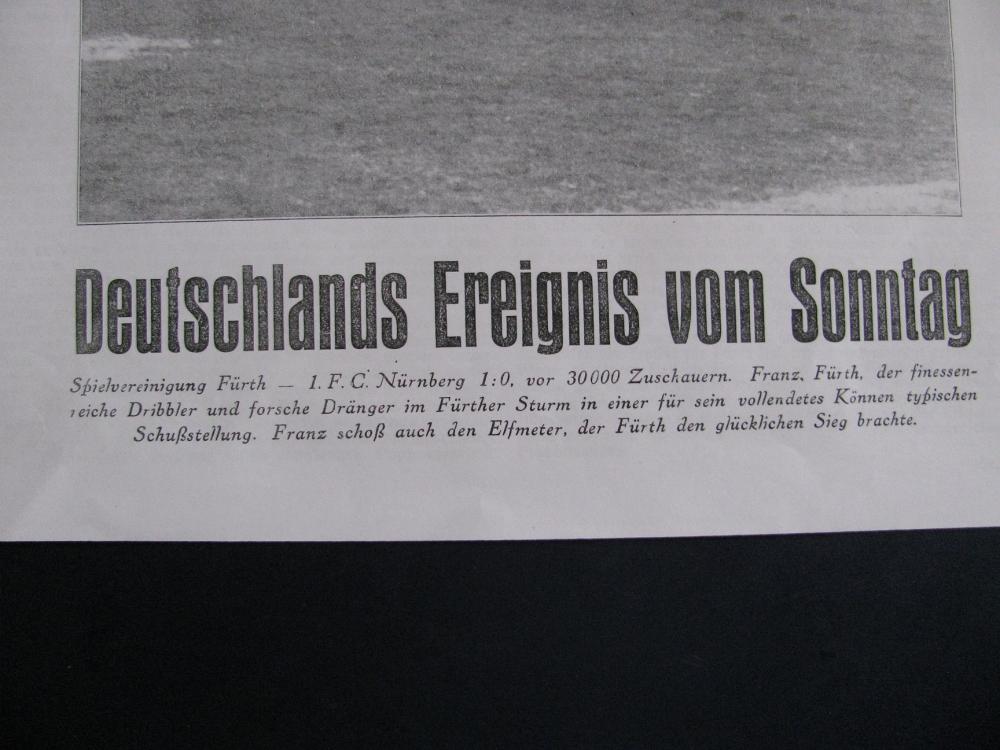 Deutschlands Ereignis vom Sonntag
Spielvereinigung Fürth — 1. F. C. Nürnberg 1:0, vor 30000 Zuschauern. Franz, Fürth, der finessen-
reiche Dribbler und forsche Dränger im Fürther Sturm in einer für sein vollendetes Können typischen
Schußstellung. Franz schoß auch den Elfmeter, der Fürth den glücklichen Sieg brachte.